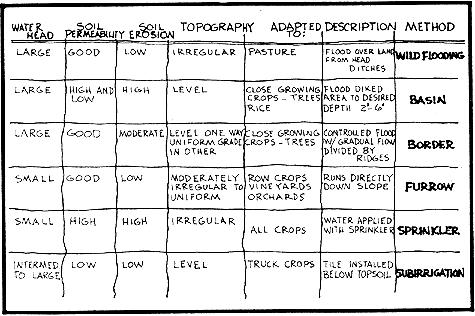 WATER HEAD SOIL PERMEABILITY SOIL EROSION TOPOGRAPHY ADAPTED TO: DESCRIPTION METHOD
LARGE GOOD LOW IRREGULAR PASTURE FLOOD OVER LAND FROM HEAD DITCHES WILD FLOODING
LARGE HIGH AND LOW HIGH LEVEL CLOSE GROWING CROPS - TREES RICE FLOOD DIKED AREA TO DESIRED DEPTH 2"-6" BASIN
LARGE GOOD MODERATE LEVEL ONE WAY UNIFORM GRADE IN OTHER CLOSE GROWING CROPS - TREES CONTROLLED FLOOD W/ GRADUAL FLOW DIVIDED BY RIDGES BORDER
SMALL GOOD LOW MODERATELY IRREGULAR TO UNIFORM ROW CROPS VINEYARDS ORCHARDS RUNS DIRECTLY DOWN SLOPE FURROW
SMALL HIGH HIGH IRREGULAR ALL CROPS WATER APPLIED WITH SPRINKLER SPRINKLER
INTERMED TO LARGE LOW LOW LEVEL TRUCK CROPS TILE INSTALLED BELOW TOPSOIL SUBIRRIGATION